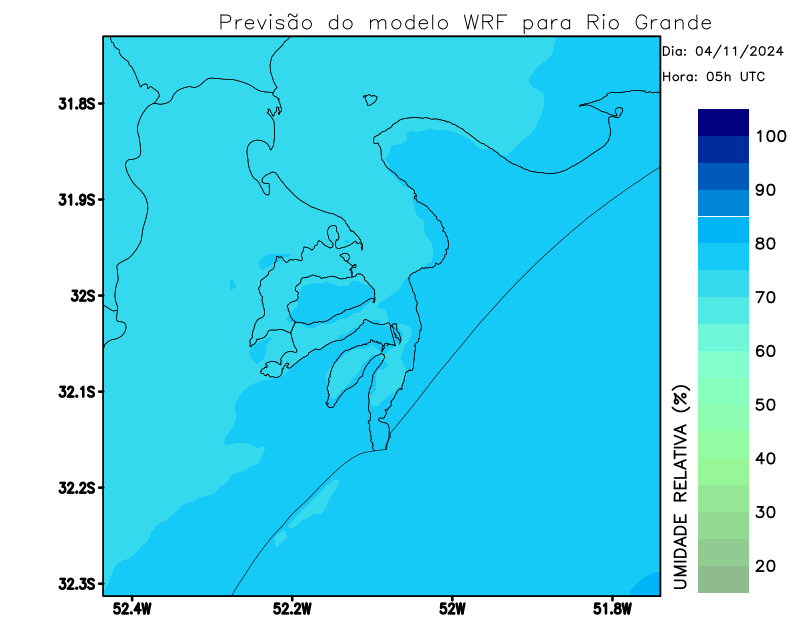 Previsão do modelo WRF para Rio Grande
Dia: 04/11/2024
Hora: 05h UTC
31.8S
31.9S
32S
32.1S
32.2S
32.3S
52.4W
52.2W
52W
51.8W
100
90
80
70
60
50
40
30
20
UMIDADE RELATIVA (%)